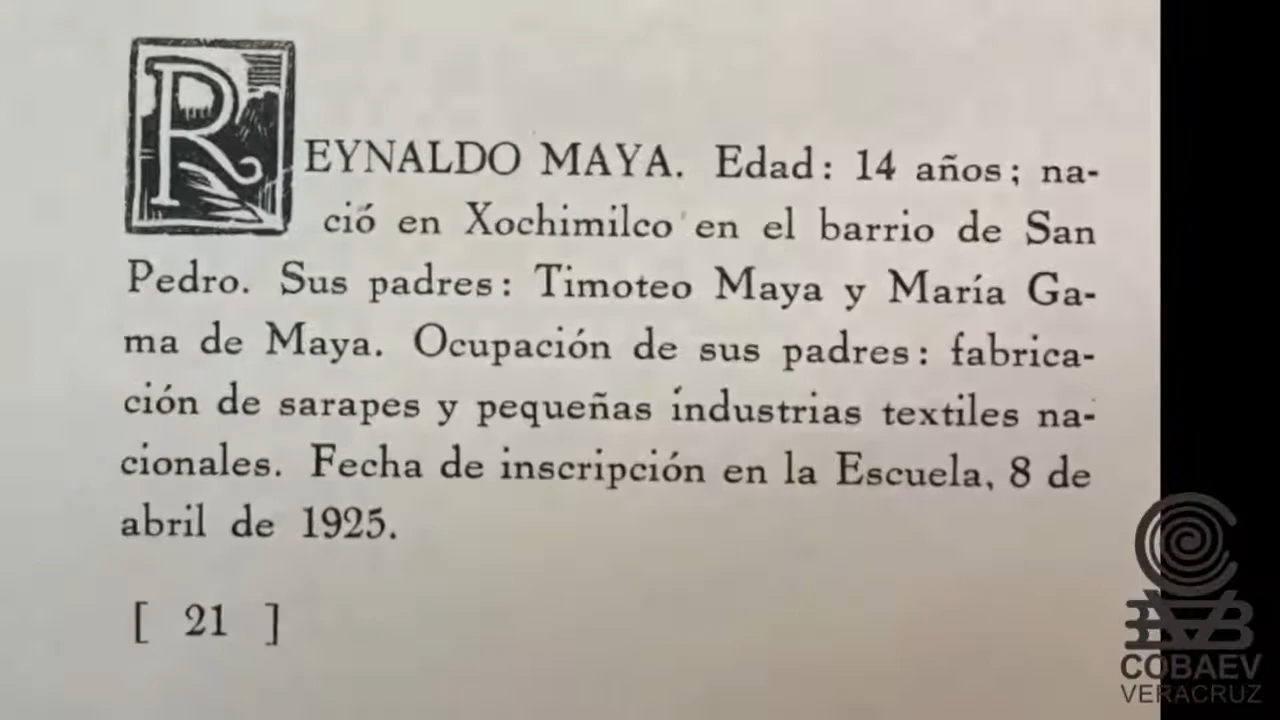 REYNALDO MAYA. Edad: 14 años; na-
ció en Xochimilco en el barrio de San
Pedro. Sus padres: Timoteo Maya y María Ga-
ma de Maya. Ocupación de sus padres: fabrica-
ción de sarapes y pequeñas industrias textiles na-
cionales. Fecha de inscripción en la Escuela, 8 de
abril de 1925.
[ 21 ]
COBAEV
VERACRUZ